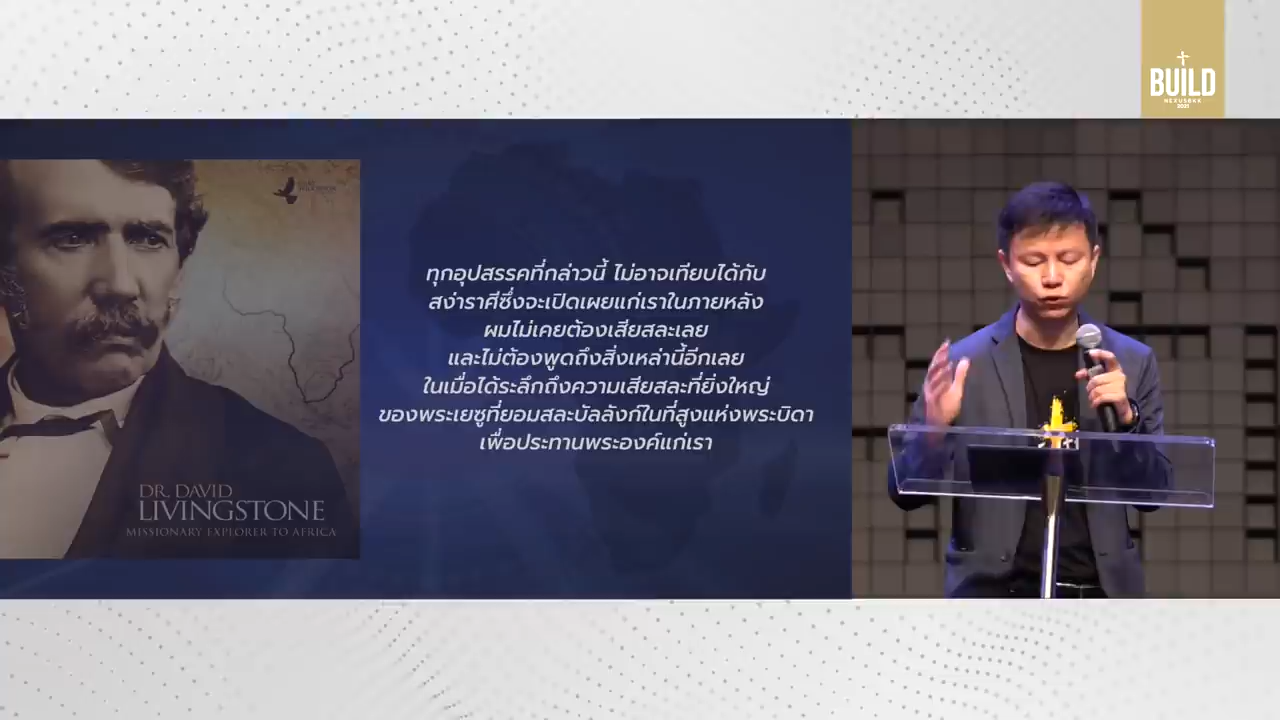 BUILD
NEXUSBKK
2021
ทุกอุปสรรคที่กล่าวนี้ ไม่อาจเทียบได้กับ
สง่าราศีซึ่งจะเปิดเผยแก่เราในภายหลัง
ผมไม่เคยต้องเสียสละเลย
และไม่ต้องพูดถึงสิ่งเหล่านี้อีกเลย
ในเมื่อได้ระลึกถึงความเสียสละที่ยิ่งใหญ่
ของพระเยซูที่ยอมสละบัลลังก์ในที่สูงแห่งพระบิดา
เพื่อประทานพระองค์แก่เรา
DR. DAVID
LIVINGSTONE
MISSIONARY EXPLORER TO AFRICA